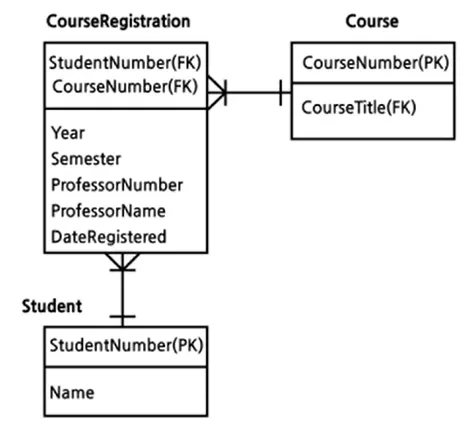 CourseRegistration
StudentNumber(FK)
CourseNumber(FK)
Year
Semester
ProfessorNumber
ProfessorName
DateRegistered
Course
CourseNumber(PK)
CourseTitle(FK)
Student
StudentNumber(PK)
Name